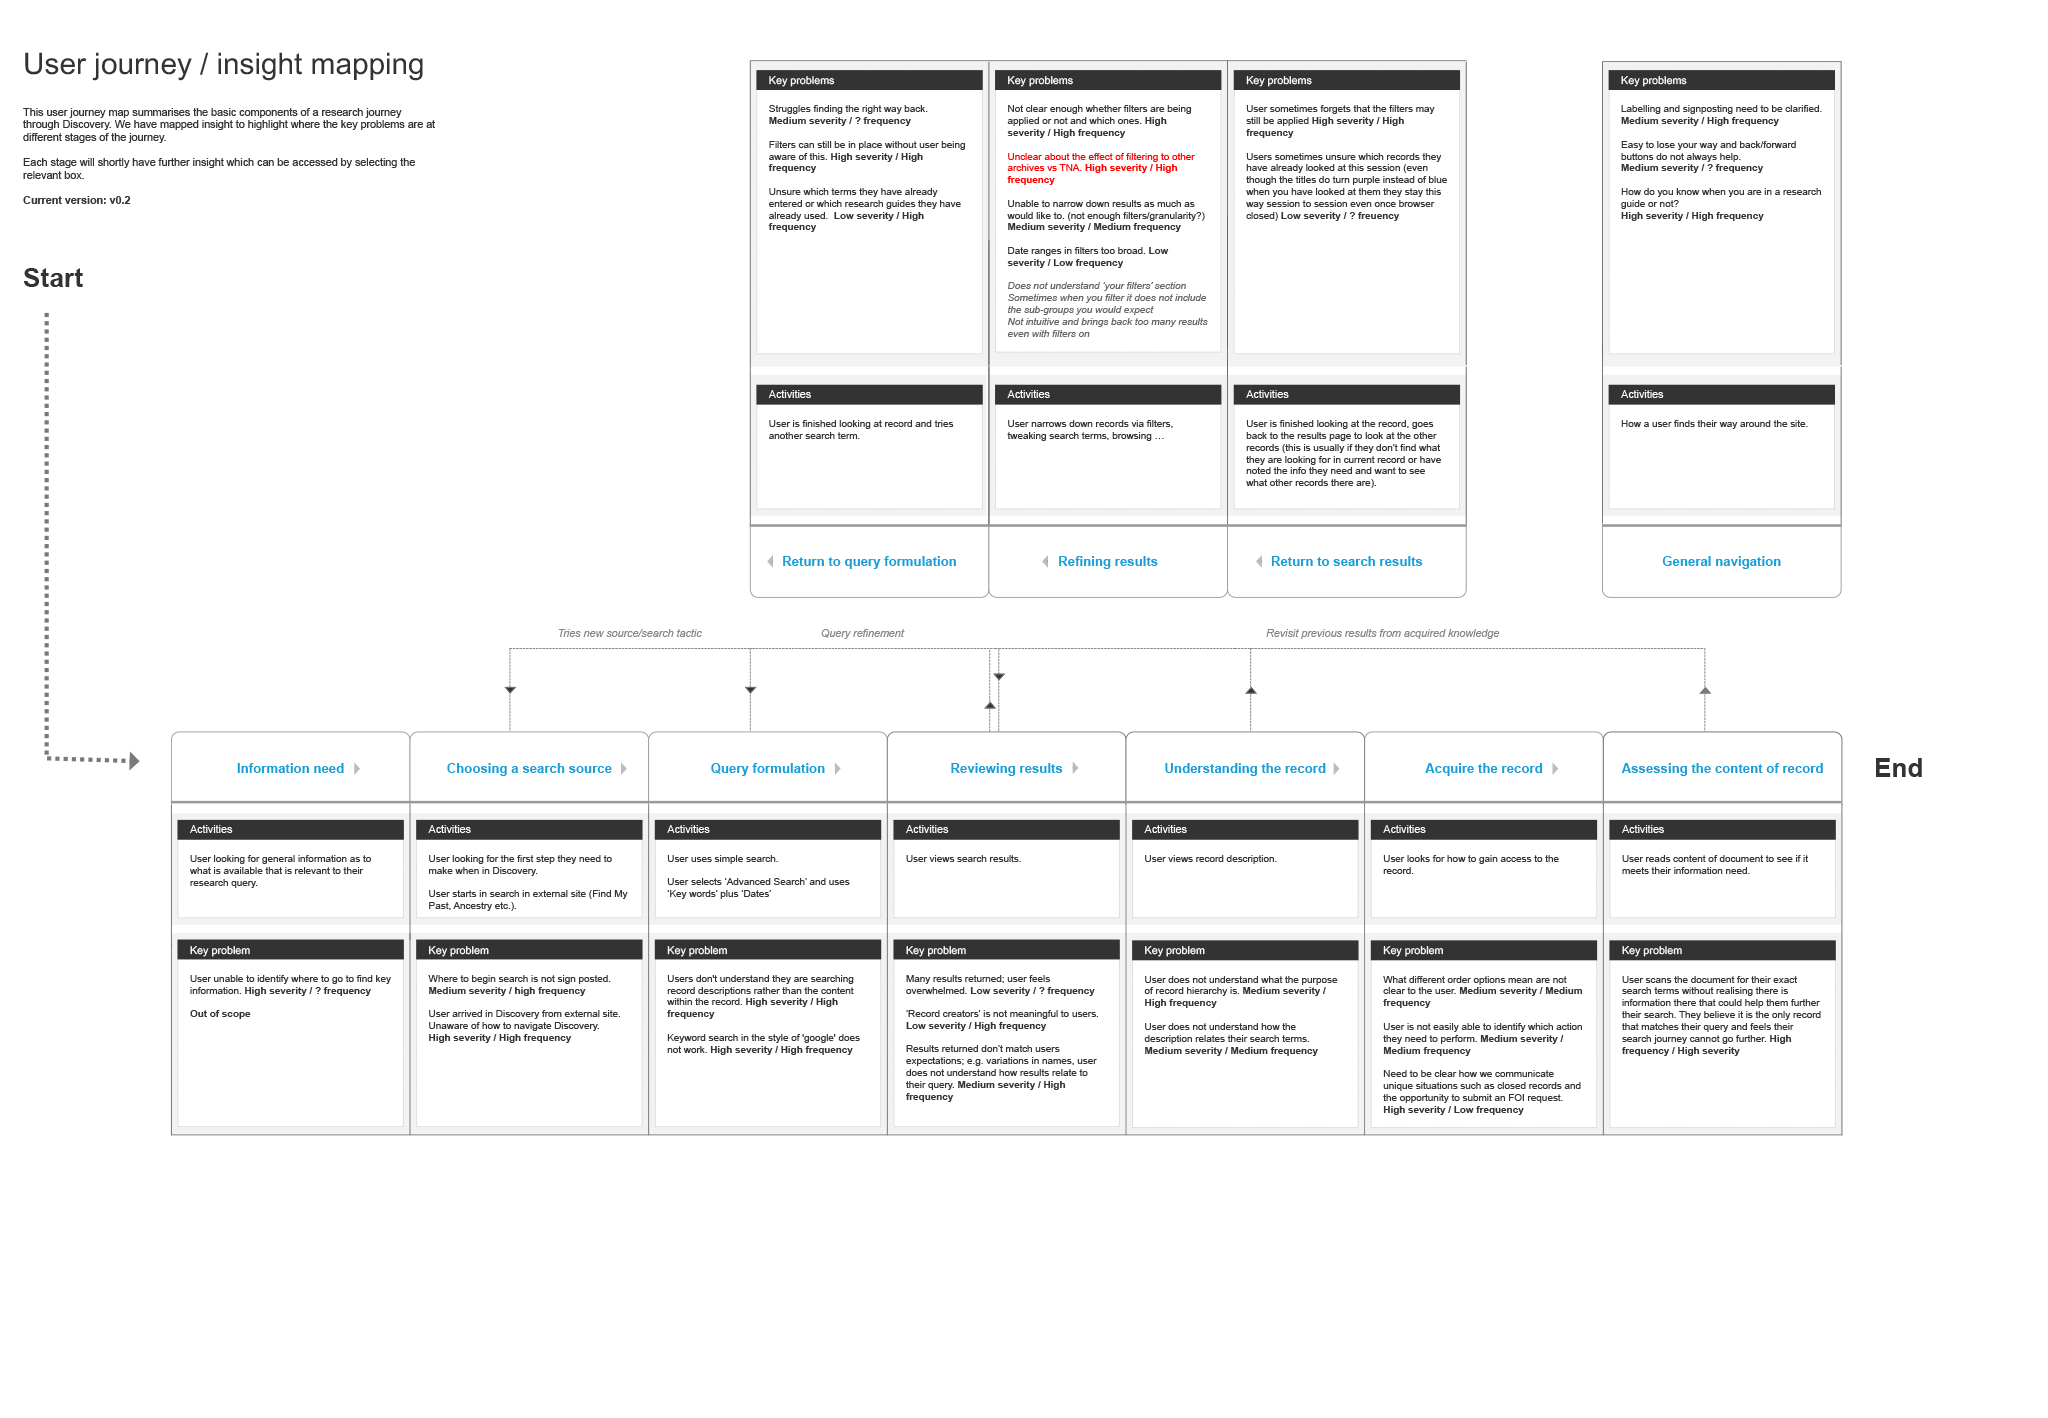 User journey / insight mapping
This user journey map summarises the basic components of a research journey
through Discovery. We have mapped insight to highlight where the key problems are at
different stages of the journey.
Each stage will shortly have further insight which can be accessed by selecting the
relevant box.
Current version: v0.2
Start
Key problems
Struggles finding the right way back.
Medium severity / ? frequency
Filters can still be in place without user being
aware of this. High severity / High
frequency
Unsure which terms they have already
entered or which research guides they have
already used.  Low severity / High
frequency
Activities
User is finished looking at record and tries
another search term.
Return to query formulation
Key problems
Not clear enough whether filters are being
applied or not and which ones. High
severity / High frequency
Unclear about the effect of filtering to other
archives vs TNA. High severity / High
frequency
Unable to narrow down results as much as
would like to. (not enough filters/granularity?)
Medium severity / Medium frequency
Date ranges in filters too broad. Low
severity / Low frequency
Does not understand 'your filters' section
Sometimes when you filter it does not include
the sub-groups you would expect
Not intuitive and brings back too many results
even with filters on
Activities
User narrows down records via filters,
tweaking search terms, browsing …
Refining results
Key problems
User sometimes forgets that the filters may
still be applied High severity / High
frequency
Users sometimes unsure which records they
have already looked at this session (even
though the titles do turn purple instead of blue
when you have looked at them they stay this
way session to session even once browser
closed) Low severity / ? freuency
Activities
User is finished looking at the record, goes
back to the results page to look at the other
records (this is usually if they don't find what
they are looking for in current record or have
noted the info they need and want to see
what other records there are).
Return to search results
Key problems
Labelling and signposting need to be clarified.
Medium severity / High frequency
Easy to lose your way and back/forward
buttons do not always help.
Medium severity / ? frequency
How do you know when you are in a research
guide or not?
High severity / High frequency
Activities
How a user finds their way around the site.
General navigation
Tries new source/search tactic
Query refinement
Revisit previous results from acquired knowledge
Information need
Activities
User looking for general information as to
what is available that is relevant to their
research query.
Key problem
User unable to identify where to go to find key
information. High severity / ? frequency
Out of scope
Choosing a search source
Activities
User looking for the first step they need to
make when in Discovery.
User starts in search in external site (Find My
Past, Ancestry etc.).
Key problem
Where to begin search is not sign posted.
Medium severity / high frequency
User arrived in Discovery from external site.
Unaware of how to navigate Discovery.
High severity / High frequency
Query formulation
Activities
User uses simple search.
User selects 'Advanced Search' and uses
'Key words' plus 'Dates'
Key problem
Users don't understand they are searching
record descriptions rather than the content
within the record. High severity / High
frequency
Keyword search in the style of 'google' does
not work. High severity / High frequency
Reviewing results
Activities
User views search results.
Key problem
Many results returned; user feels
overwhelmed. Low severity / ? frequency
'Record creators' is not meaningful to users.
Low severity / High frequency
Results returned don't match users
expectations; e.g. variations in names, user
does not understand how results relate to
their query. Medium severity / High
frequency
Understanding the record
Activities
User views record description.
Key problem
User does not understand what the purpose
of record hierarchy is. Medium severity /
High frequency
User does not understand how the
description relates their search terms.
Medium severity / Medium frequency
Acquire the record
Activities
User looks for how to gain access to the
record.
Key problem
What different order options mean are not
clear to the user. Medium severity / Medium
frequency
User is not easily able to identify which action
they need to perform. Medium severity /
Medium frequency
Need to be clear how we communicate
unique situations such as closed records and
the opportunity to submit an FOI request.
High severity / Low frequency
Assessing the content of record
Activities
User reads content of document to see if it
meets their information need.
Key problem
User scans the document for their exact
search terms without realising there is
information there that could help them further
their search. They believe it is the only record
that matches their query and feels their
search journey cannot go further. High
frequency / High severity
End